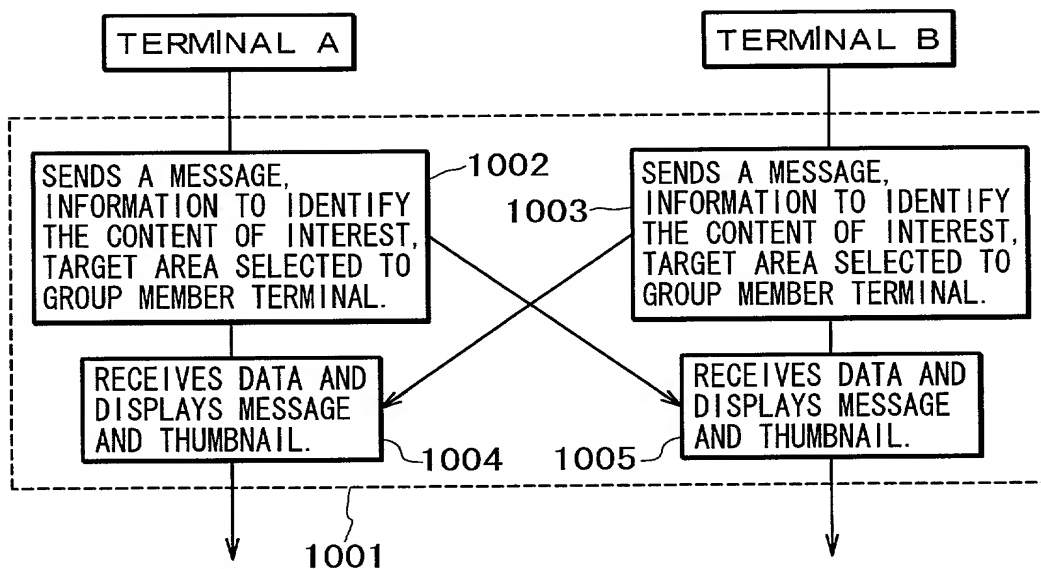 TERMINAL A
TERMINAL B
SENDS A MESSAGE,
INFORMATION TO IDENTIFY
THE CONTENT OF INTEREST,
TARGET AREA SELECTED TO
GROUP MEMBER TERMINAL.
1002
1003
SENDS A MESSAGE,
INFORMATION TO IDENTIFY
THE CONTENT OF INTEREST,
TARGET AREA SELECTED TO
GROUP MEMBER TERMINAL.
RECEIVES DATA AND
DISPLAYS MESSAGE
AND THUMBNAIL.
1004
1005
RECEIVES DATA AND
DISPLAYS MESSAGE
AND THUMBNAIL.
1001